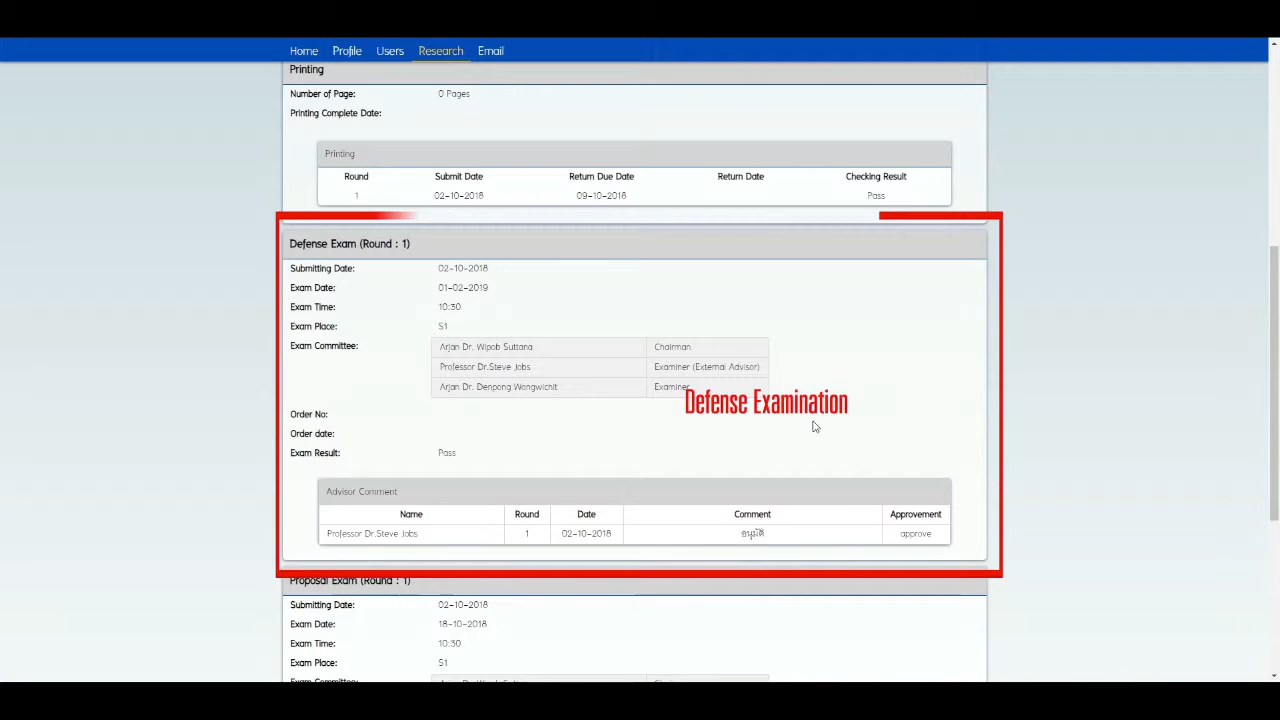 Home Profile Users Research Email
Printing
Number of Page: 0 Pages
Printing Complete Date:
Printing
Round Submit Date Return Due Date Return Date Checking Result
1 02-10-2018 09-10-2018 Pass
Defense Exam (Round : 1)
Submitting Date: 02-10-2018
Exam Date: 01-02-2019
Exam Time: 10:30
Exam Place: S1
Exam Committee: Arjan Dr. Wipob Suttana Chairman
Professor Dr.Steve Jobs Examiner (External Advisor)
Arjan Dr. Denpong Wongwichit Examiner
Defense Examination
Order No:
Order date:
Exam Result: Pass
Advisor Comment
Name Round Date Comment Approvement
Professor Dr.Steve Jobs 1 02-10-2018 อนุมัติ approve
Proposal Exam (Round : 1)
Submitting Date: 02-10-2018
Exam Date: 18-10-2018
Exam Time: 10:30
Exam Place: S1
Exam Committee: